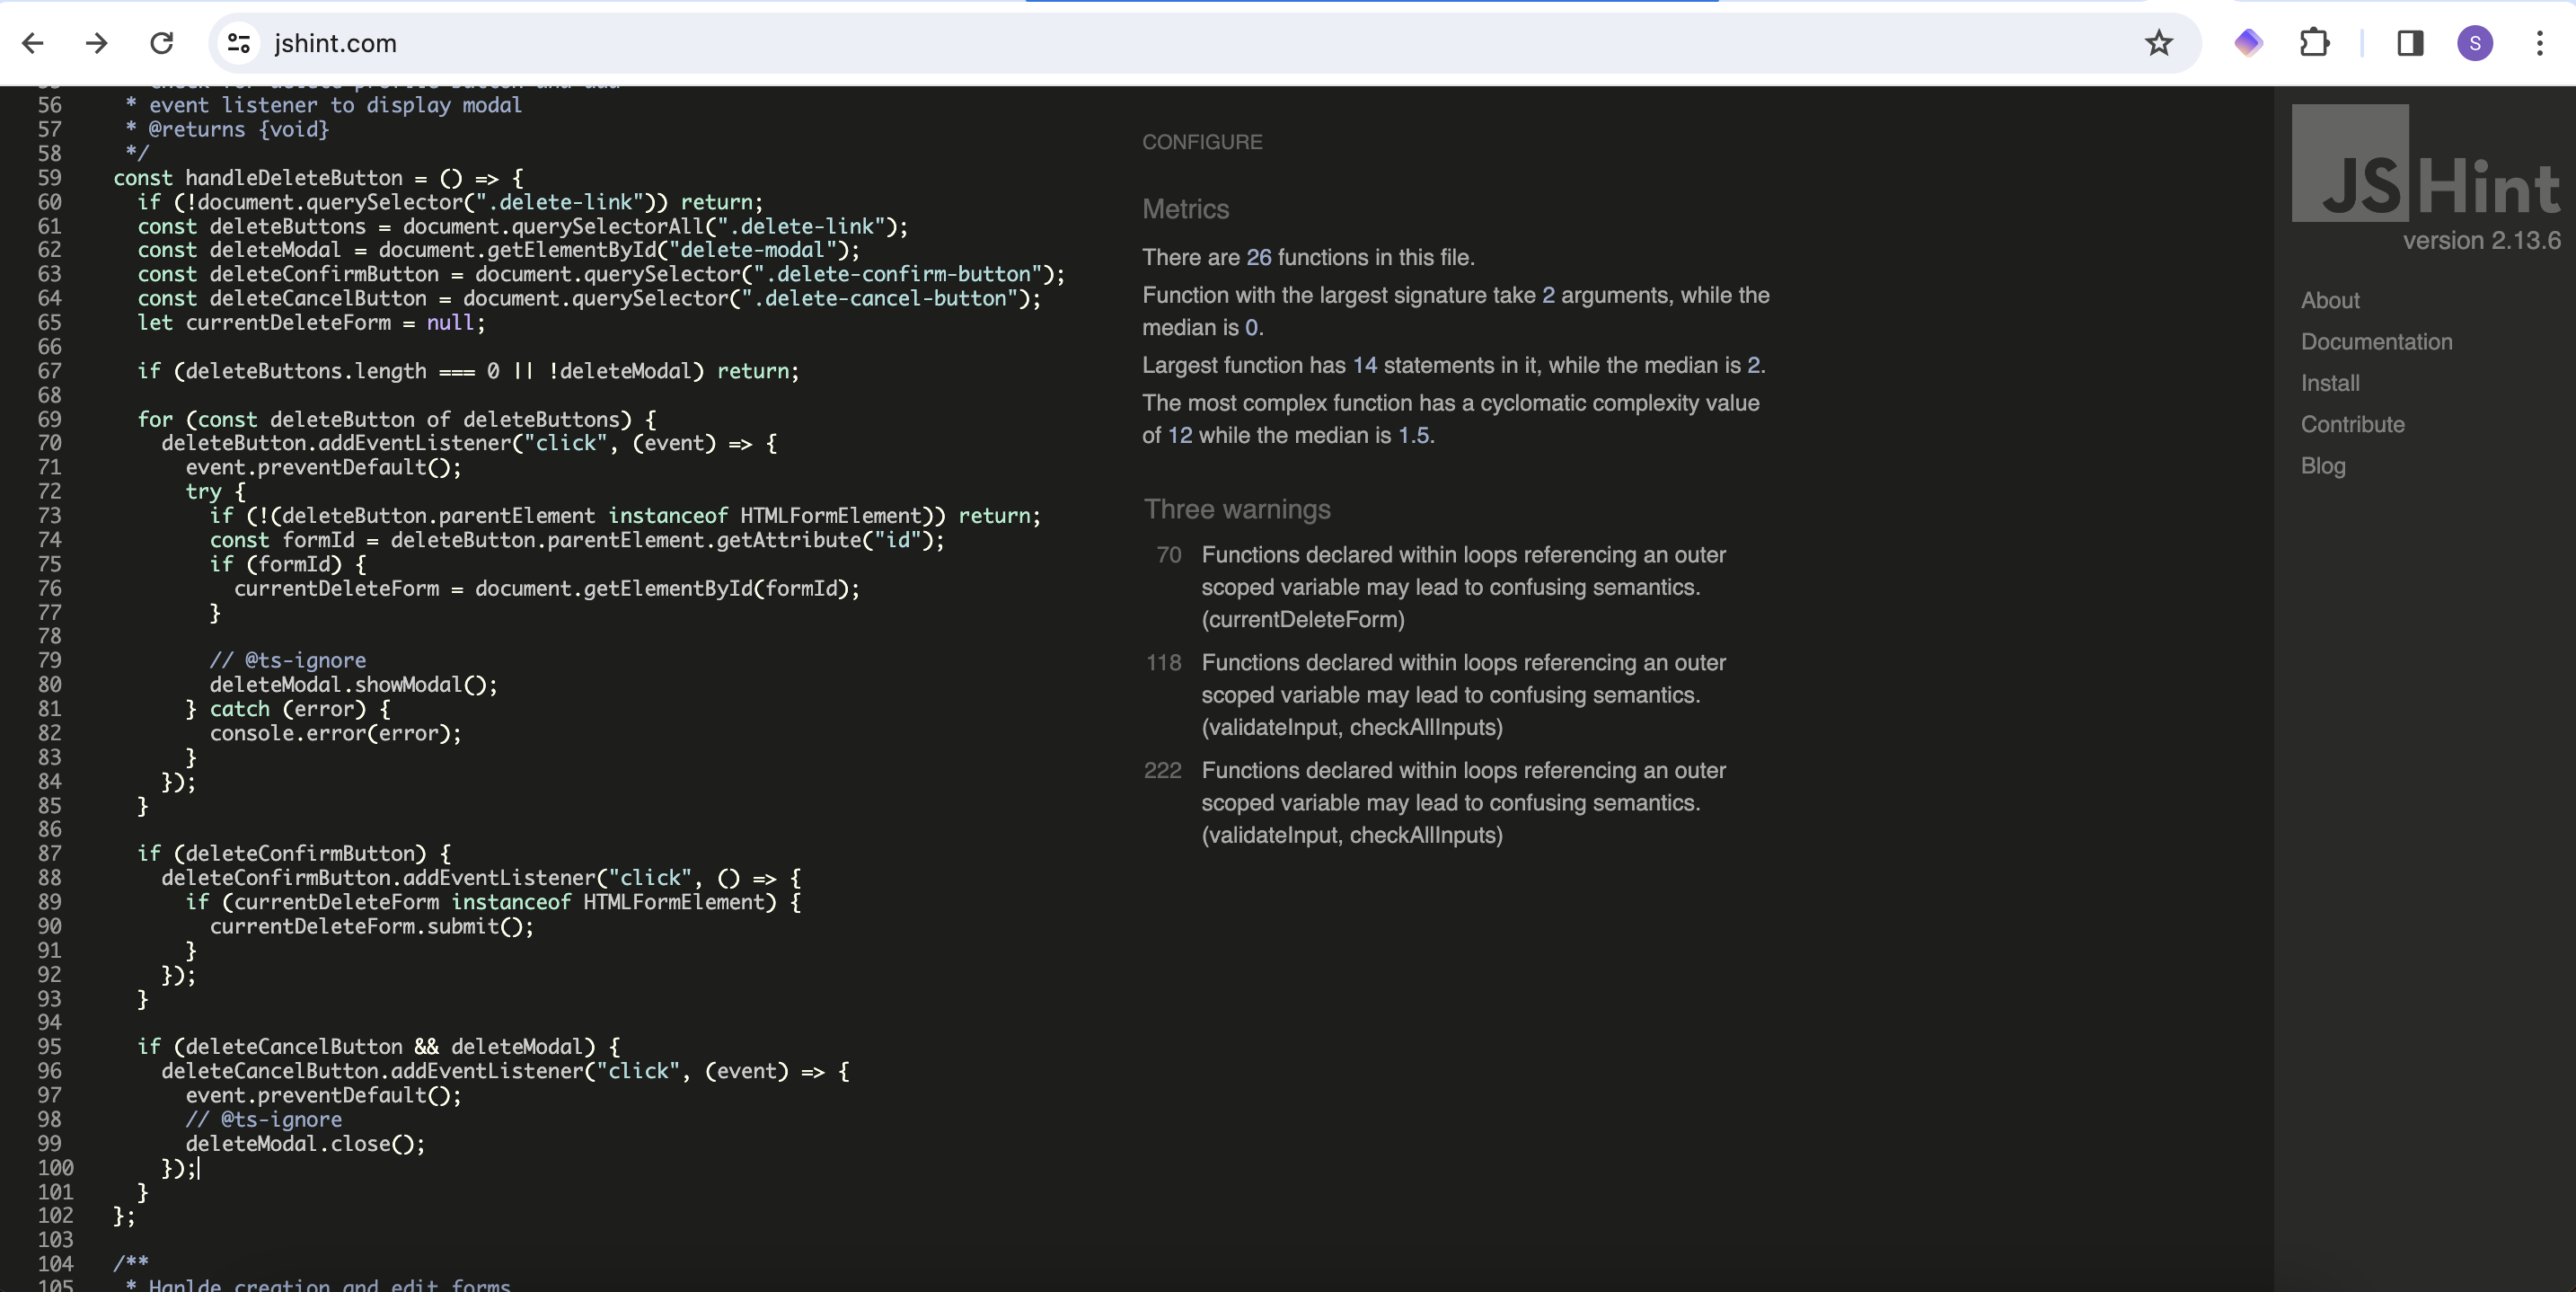 jshint.com
S
56 * event listener to display modal
57 * @returns {void}
58 */
59 const handleDeleteButton = () => {
60 if (!document.querySelector(".delete-link")) return;
61 const deleteButtons = document.querySelectorAll(".delete-link");
62 const deleteModal = document.getElementById("delete-modal");
63 const deleteConfirmButton = document.querySelector(".delete-confirm-button");
64 const deleteCancelButton = document.querySelector(".delete-cancel-button");
65 let currentDeleteForm = null;
66
67 if (deleteButtons.length === 0 || !deleteModal) return;
68
69 for (const deleteButton of deleteButtons) {
70 deleteButton.addEventListener("click", (event) => {
71 event.preventDefault();
72 try {
73 if (!(deleteButton.parentElement instanceof HTMLFormElement)) return;
74 const formId = deleteButton.parentElement.getAttribute("id");
75 if (formId) {
76 currentDeleteForm = document.getElementById(formId);
77 }
78
79 // @ts-ignore
80 deleteModal.showModal();
81 } catch (error) {
82 console.error(error);
83 }
84 });
85 }
86
87 if (deleteConfirmButton) {
88 deleteConfirmButton.addEventListener("click", () => {
89 if (currentDeleteForm instanceof HTMLFormElement) {
90 currentDeleteForm.submit();
91 }
92 });
93 }
94
95 if (deleteCancelButton && deleteModal) {
96 deleteCancelButton.addEventListener("click", (event) => {
97 event.preventDefault();
98 // @ts-ignore
99 deleteModal.close();
100 });
101 }
102 };
103
104 /**
105 * Hanlde creation and edit forms
CONFIGURE
Metrics
There are 26 functions in this file.
Function with the largest signature take 2 arguments, while the
median is 0.
Largest function has 14 statements in it, while the median is 2.
The most complex function has a cyclomatic complexity value
of 12 while the median is 1.5.
Three warnings
70 Functions declared within loops referencing an outer
scoped variable may lead to confusing semantics.
(currentDeleteForm)
118 Functions declared within loops referencing an outer
scoped variable may lead to confusing semantics.
(validateInput, checkAllInputs)
222 Functions declared within loops referencing an outer
scoped variable may lead to confusing semantics.
(validateInput, checkAllInputs)
JSHint
version 2.13.6
About
Documentation
Install
Contribute
Blog